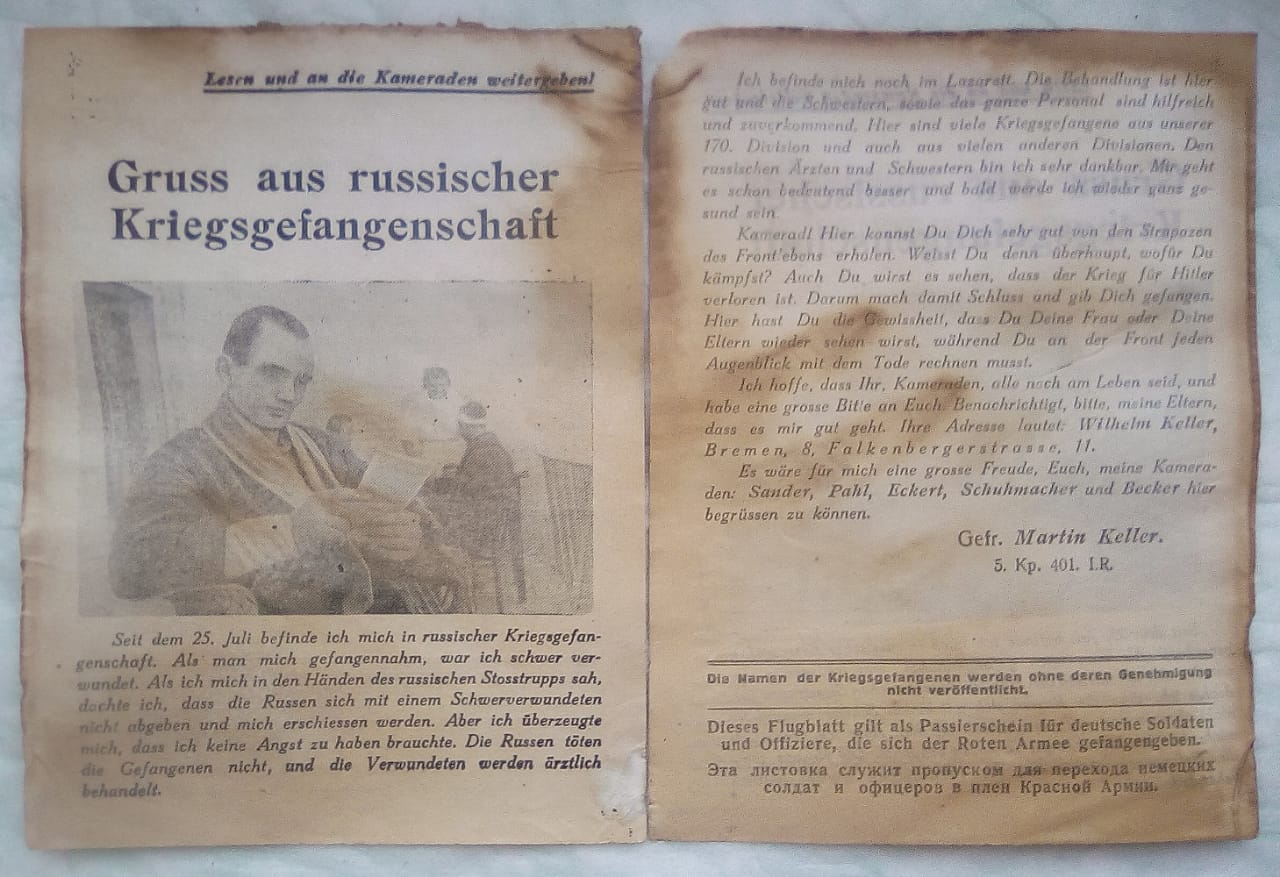 Lesen und an die Kameraden weitergeben!
Gruss aus russischer
Kriegsgefangenschaft
Seit dem 25. Juli befinde ich mich in russischer Kriegsgefan-
genschaft. Als man mich gefangennahm, war ich schwer ver-
wundet. Als ich mich in den Händen des russischen Stosstrupps sah,
dachte ich, dass die Russen sich mit einem Schwerverwundeten
nicht abgeben und mich erschiessen werden. Aber ich überzeugte
mich, dass ich keine Angst zu haben brauchte. Die Russen töten
die Gefangenen nicht, und die Verwundeten werden ärztlich
behandelt.
Ich befinde mich noch im Lazarett. Die Behandlung ist hier
gut und die Schwestern, sowie das ganze Personal sind hilfreich
und zuvorkommend. Hier sind viele Kriegsgefangene aus unserer
170. Division und auch aus vielen anderen Divisionen. Den
russischen Ärzten und Schwestern bin ich sehr dankbar. Mir geht
es schon bedeutend besser und bald werde ich wieder ganz ge-
sund sein.
Kamerad! Hier kannst Du Dich sehr gut von den Strapazen
des Front'ebens erholen. Weisst Du denn überhaupt, wofür Du
kämpfst? Auch Du wirst es sehen, dass der Krieg für Hitler
verloren ist. Darum mach damit Schluss und gib Dich gefangen.
Hier hast Du die Gewissheit, dass Du Deine Frau oder Deine
Eltern wieder sehen wirst, während Du an der Front jeden
Augenblick mit dem Tode rechnen musst.
Ich hoffe, dass Ihr, Kameraden, alle noch am Leben seid, und
habe eine grosse Bit'e an Euch. Benachrichtigt, bitte, meine Eltern,
dass es mir gut geht. Ihre Adresse lautet: Wilhelm Keller,
Bremen, 8, Falkenbergerstrasse, 11.
Es wäre für mich eine grosse Freude, Euch, meine Kamera-
den: Sander, Pahl, Eckert, Schuhmacher und Becker hier
begrüssen zu können.
Gefr. Martin Keller.
5. Kp. 401. I.R.
Die Namen der Kriegsgefangenen werden ohne deren Genehmigung
nicht veröffentlicht.
Dieses Flugblatt gilt als Passierschein für deutsche Soldaten
und Offiziere, die sich der Roten Armee gefangengeben.
Эта листовка служит пропуском для перехода немецких
солдат и офицеров в плен Красной Армии.